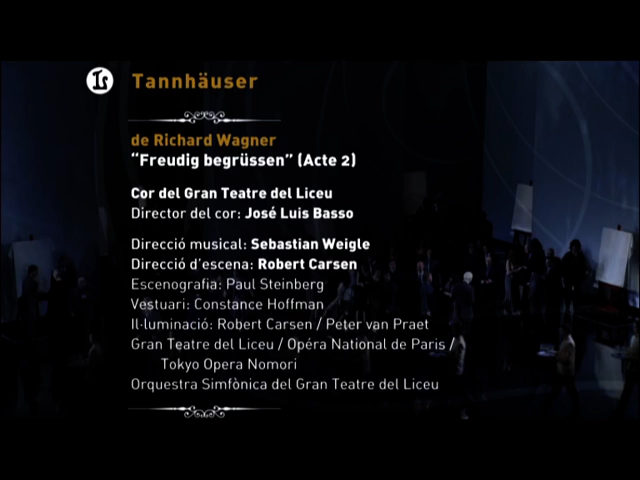 Ts Tannhäuser
de Richard Wagner
“Freudig begrüssen” (Acte 2)
Cor del Gran Teatre del Liceu
Director del cor: José Luis Basso
Direcció musical: Sebastian Weigle
Direcció d’escena: Robert Carsen
Escenografia: Paul Steinberg
Vestuari: Constance Hoffman
Il·luminació: Robert Carsen / Peter van Praet
Gran Teatre del Liceu / Opéra National de Paris /
Tokyo Opera Nomori
Orquestra Simfònica del Gran Teatre del Liceu